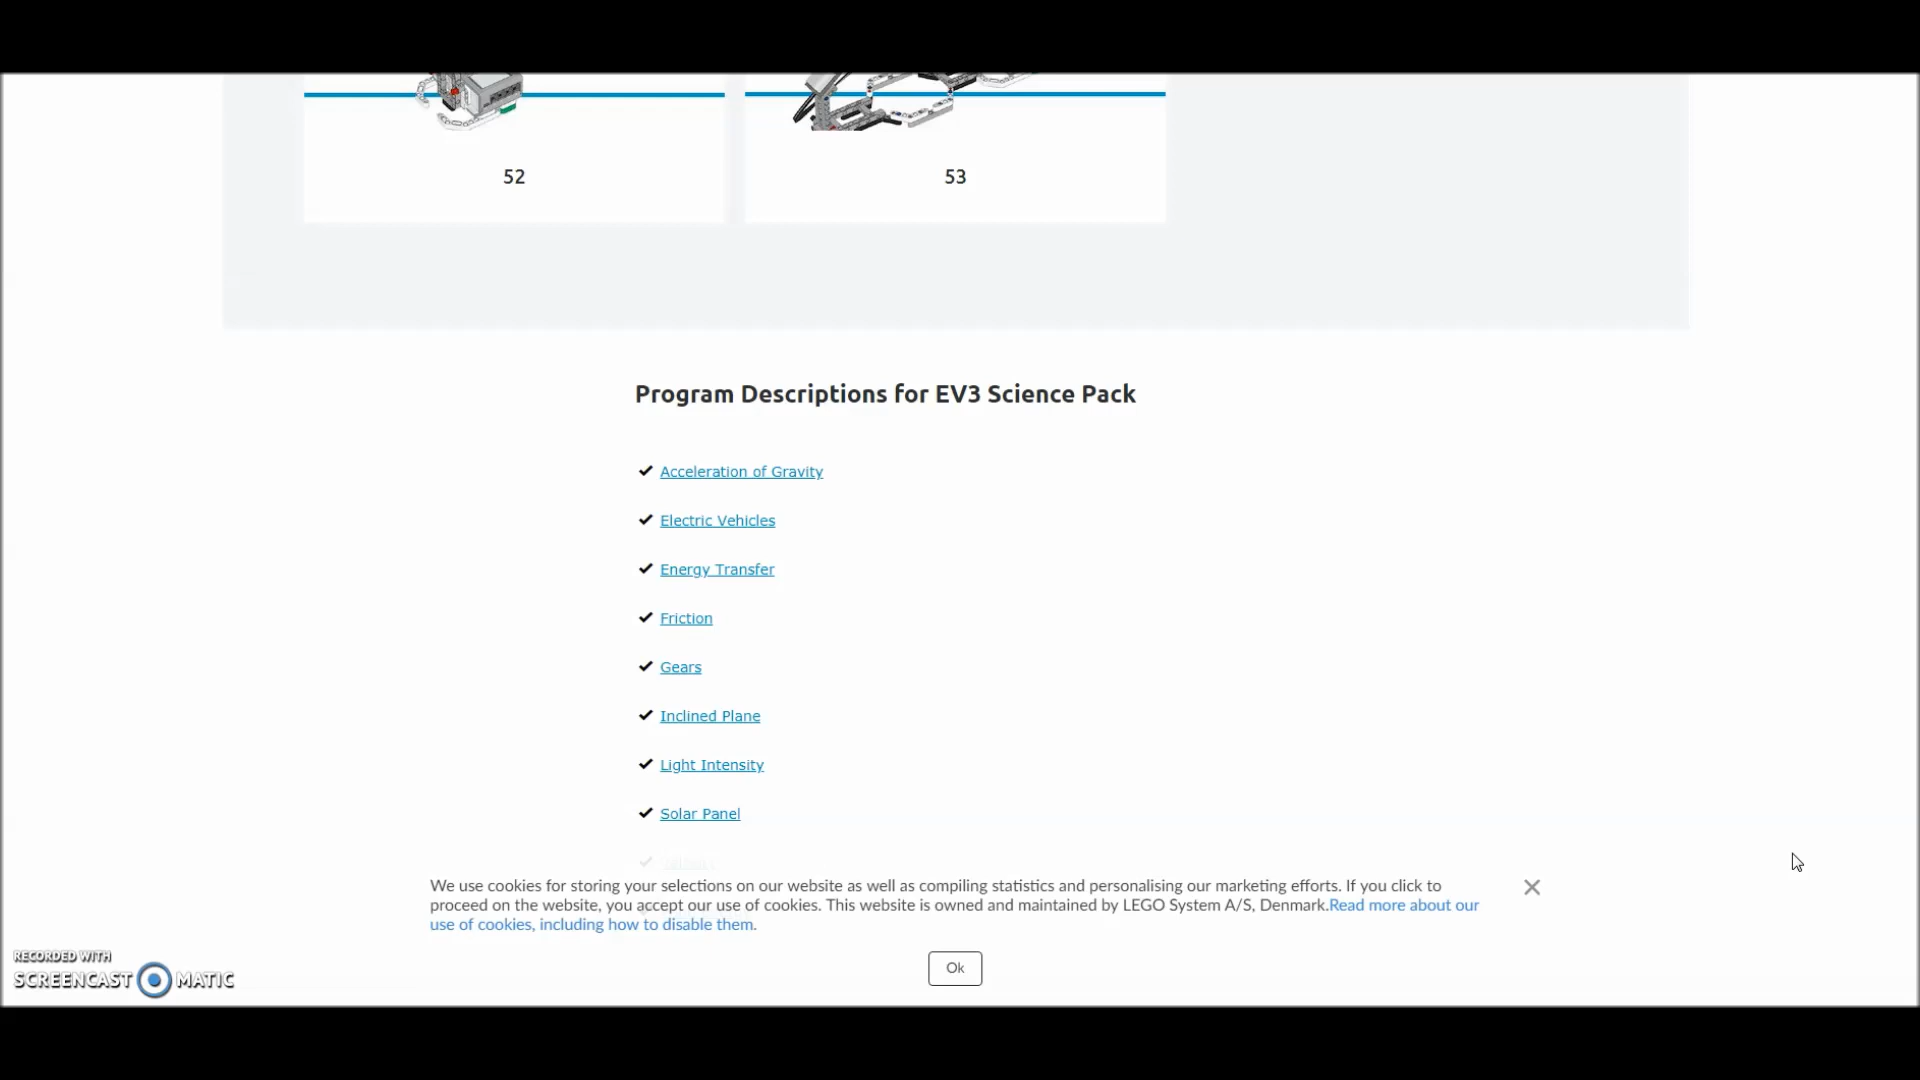 52
53
Program Descriptions for EV3 Science Pack
Acceleration of Gravity
Electric Vehicles
Energy Transfer
Friction
Gears
Inclined Plane
Light Intensity
Solar Panel
We use cookies for storing your selections on our website as well as compiling statistics and personalising our marketing efforts. If you click to
proceed on the website, you accept our use of cookies. This website is owned and maintained by LEGO System A/S, Denmark.Read more about our
use of cookies, including how to disable them.
Ok
RECORDED WITH
SCREENCAST MATIC